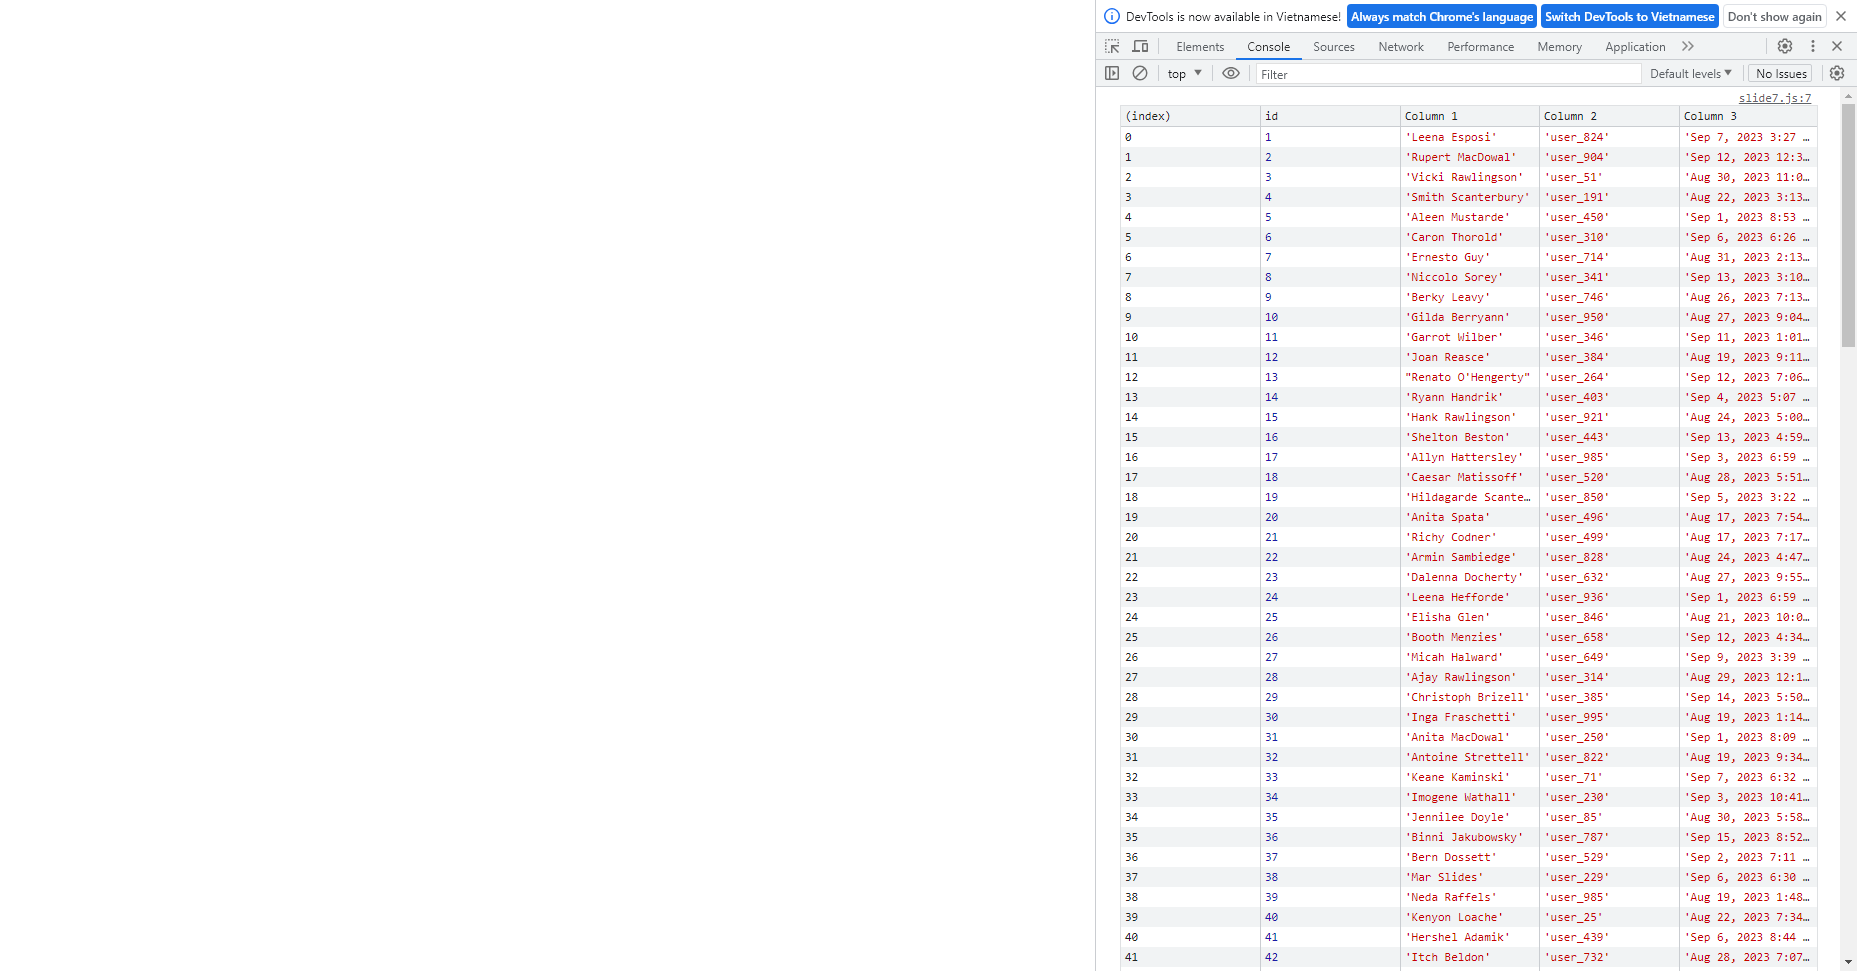 DevTools is now available in Vietnamese! Always match Chrome's language Switch DevTools to Vietnamese Don't show again
Elements Console Sources Network Performance Memory Application
top Filter Default levels No Issues
slide7.js:7
(index) id Column 1 Column 2 Column 3
0 1 'Leena Esposi' 'user_824' 'Sep 7, 2023 3:27 …
1 2 'Rupert MacDowal' 'user_904' 'Sep 12, 2023 12:3…
2 3 'Vicki Rawlingson' 'user_51' 'Aug 30, 2023 11:0…
3 4 'Smith Scanterbury' 'user_191' 'Aug 22, 2023 3:13…
4 5 'Aleen Mustarde' 'user_450' 'Sep 1, 2023 8:53 …
5 6 'Caron Thorold' 'user_310' 'Sep 6, 2023 6:26 …
6 7 'Ernesto Guy' 'user_714' 'Aug 31, 2023 2:13…
7 8 'Niccolo Sorey' 'user_341' 'Sep 13, 2023 3:10…
8 9 'Berky Leavy' 'user_746' 'Aug 26, 2023 7:13…
9 10 'Gilda Berryann' 'user_950' 'Aug 27, 2023 9:04…
10 11 'Garrot Wilber' 'user_346' 'Sep 11, 2023 1:01…
11 12 'Joan Reasce' 'user_384' 'Aug 19, 2023 9:11…
12 13 "Renato O'Hengerty" 'user_264' 'Sep 12, 2023 7:06…
13 14 'Ryann Handrik' 'user_403' 'Sep 4, 2023 5:07 …
14 15 'Hank Rawlingson' 'user_921' 'Aug 24, 2023 5:00…
15 16 'Shelton Beston' 'user_443' 'Sep 13, 2023 4:59…
16 17 'Allyn Hattersley' 'user_985' 'Sep 3, 2023 6:59 …
17 18 'Caesar Matissoff' 'user_520' 'Aug 28, 2023 5:51…
18 19 'Hildagarde Scante… 'user_850' 'Sep 5, 2023 3:22 …
19 20 'Anita Spata' 'user_496' 'Aug 17, 2023 7:54…
20 21 'Richy Codner' 'user_499' 'Aug 17, 2023 7:17…
21 22 'Armin Sambiedge' 'user_828' 'Aug 24, 2023 4:47…
22 23 'Dalenna Docherty' 'user_632' 'Aug 27, 2023 9:55…
23 24 'Leena Hefforde' 'user_936' 'Sep 1, 2023 6:59 …
24 25 'Elisha Glen' 'user_846' 'Aug 21, 2023 10:0…
25 26 'Booth Menzies' 'user_658' 'Sep 12, 2023 4:34…
26 27 'Micah Halward' 'user_649' 'Sep 9, 2023 3:39 …
27 28 'Ajay Rawlingson' 'user_314' 'Aug 29, 2023 12:1…
28 29 'Christoph Brizell' 'user_385' 'Sep 14, 2023 5:50…
29 30 'Inga Fraschetti' 'user_995' 'Aug 19, 2023 1:14…
30 31 'Anita MacDowal' 'user_250' 'Sep 1, 2023 8:09 …
31 32 'Antoine Strettell' 'user_822' 'Aug 19, 2023 9:34…
32 33 'Keane Kaminski' 'user_71' 'Sep 7, 2023 6:32 …
33 34 'Imogene Wathall' 'user_230' 'Sep 3, 2023 10:41…
34 35 'Jennilee Doyle' 'user_85' 'Aug 30, 2023 5:58…
35 36 'Binni Jakubowsky' 'user_787' 'Sep 15, 2023 8:52…
36 37 'Bern Dossett' 'user_529' 'Sep 2, 2023 7:11 …
37 38 'Mar Slides' 'user_229' 'Sep 6, 2023 6:30 …
38 39 'Neda Raffels' 'user_985' 'Aug 19, 2023 1:48…
39 40 'Kenyon Loache' 'user_25' 'Aug 22, 2023 7:34…
40 41 'Hershel Adamik' 'user_439' 'Sep 6, 2023 8:44 …
41 42 'Itch Beldon' 'user_732' 'Aug 28, 2023 7:07…